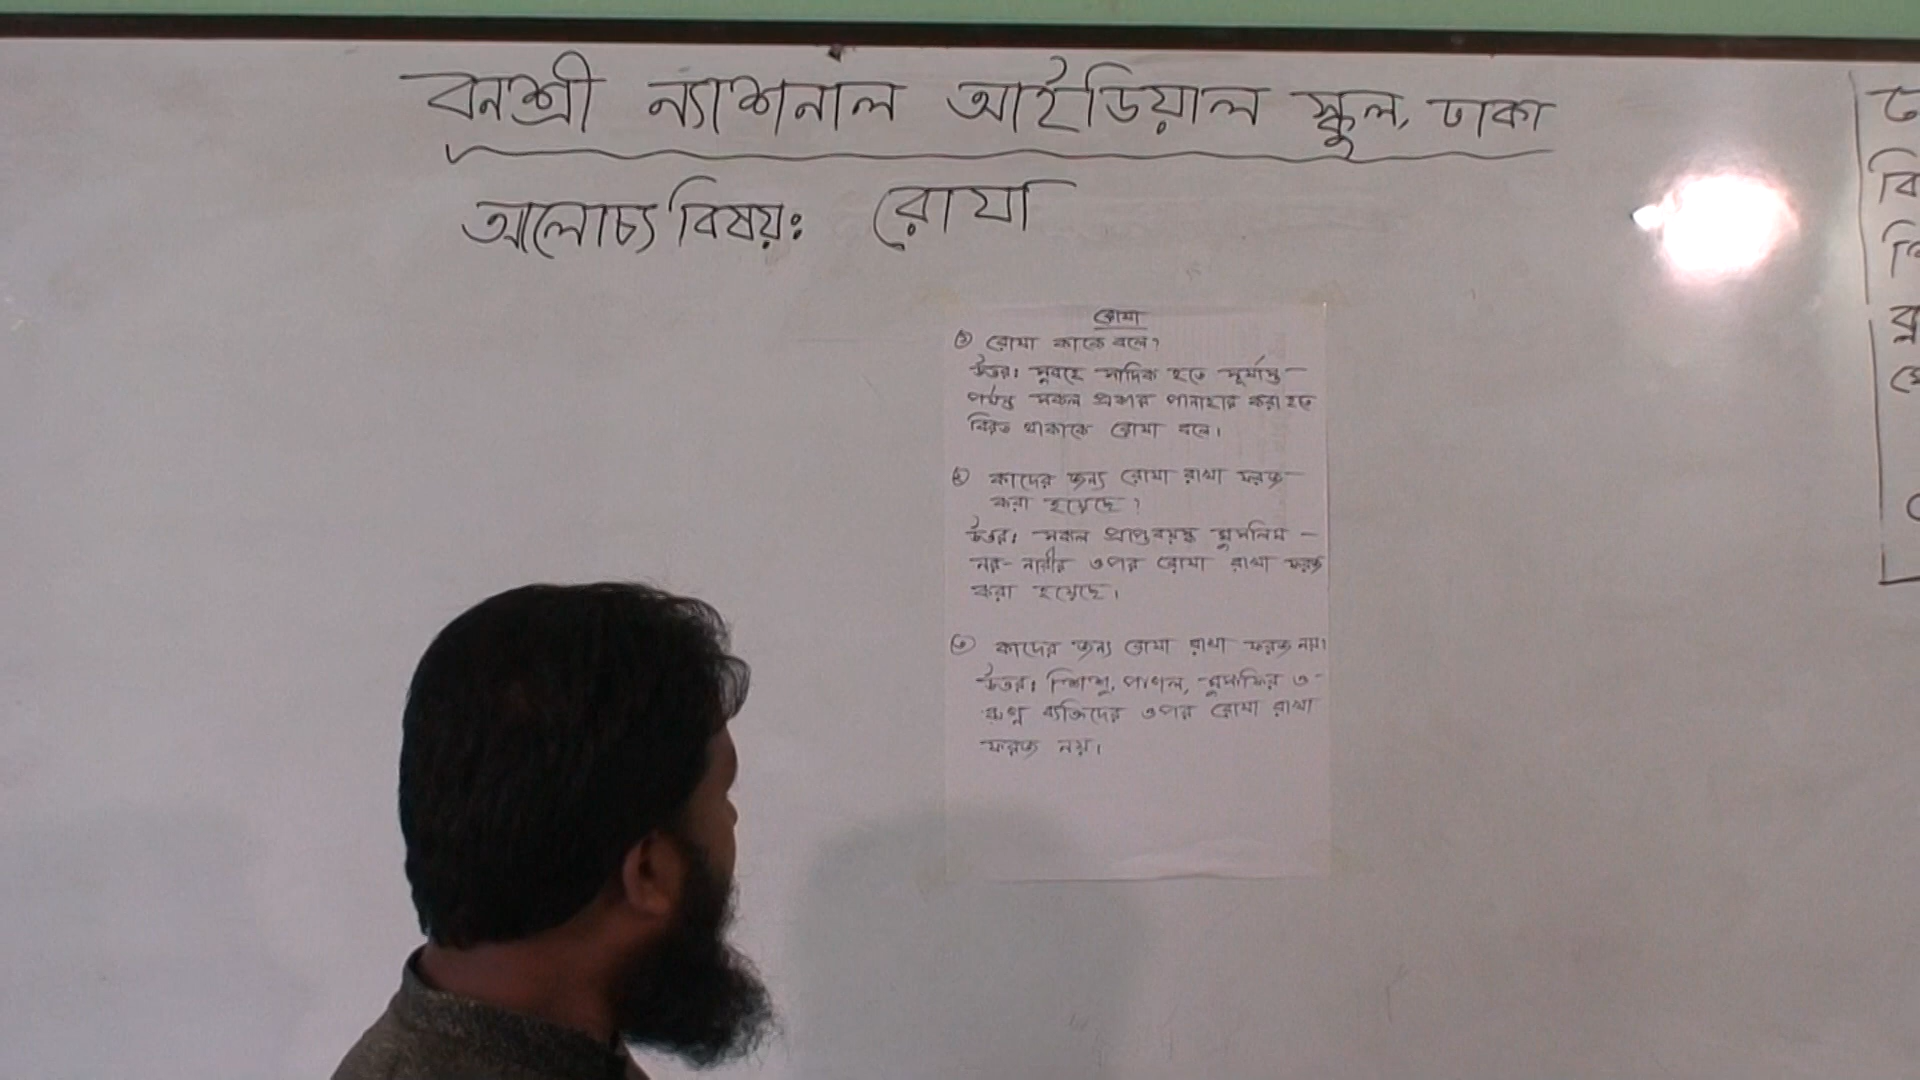 বনশ্রী ন্যাশনাল আইডিয়াল স্কুল, ঢাকা
আলোচ্য বিষয়: রোযা
রোযা
১) রোযা কাকে বলে?
উত্তর: সুবহে সাদিক হতে সূর্যাস্ত
পর্যন্ত সকল প্রকার পানাহার করা হতে
বিরত থাকাকে রোযা বলে।
২) কাদের জন্য রোযা রাখা ফরজ
করা হয়েছে?
উত্তর: সকল প্রাপ্তবয়স্ক মুসলিম -
নর-নারীর ওপর রোযা রাখা ফরজ
করা হয়েছে।
৩) কাদের জন্য রোযা রাখা ফরজ নয়।
উত্তর: শিশু, পাগল, মুসাফির ও -
রুগ্ন ব্যক্তিদের ওপর রোযা রাখা
ফরজ নয়।